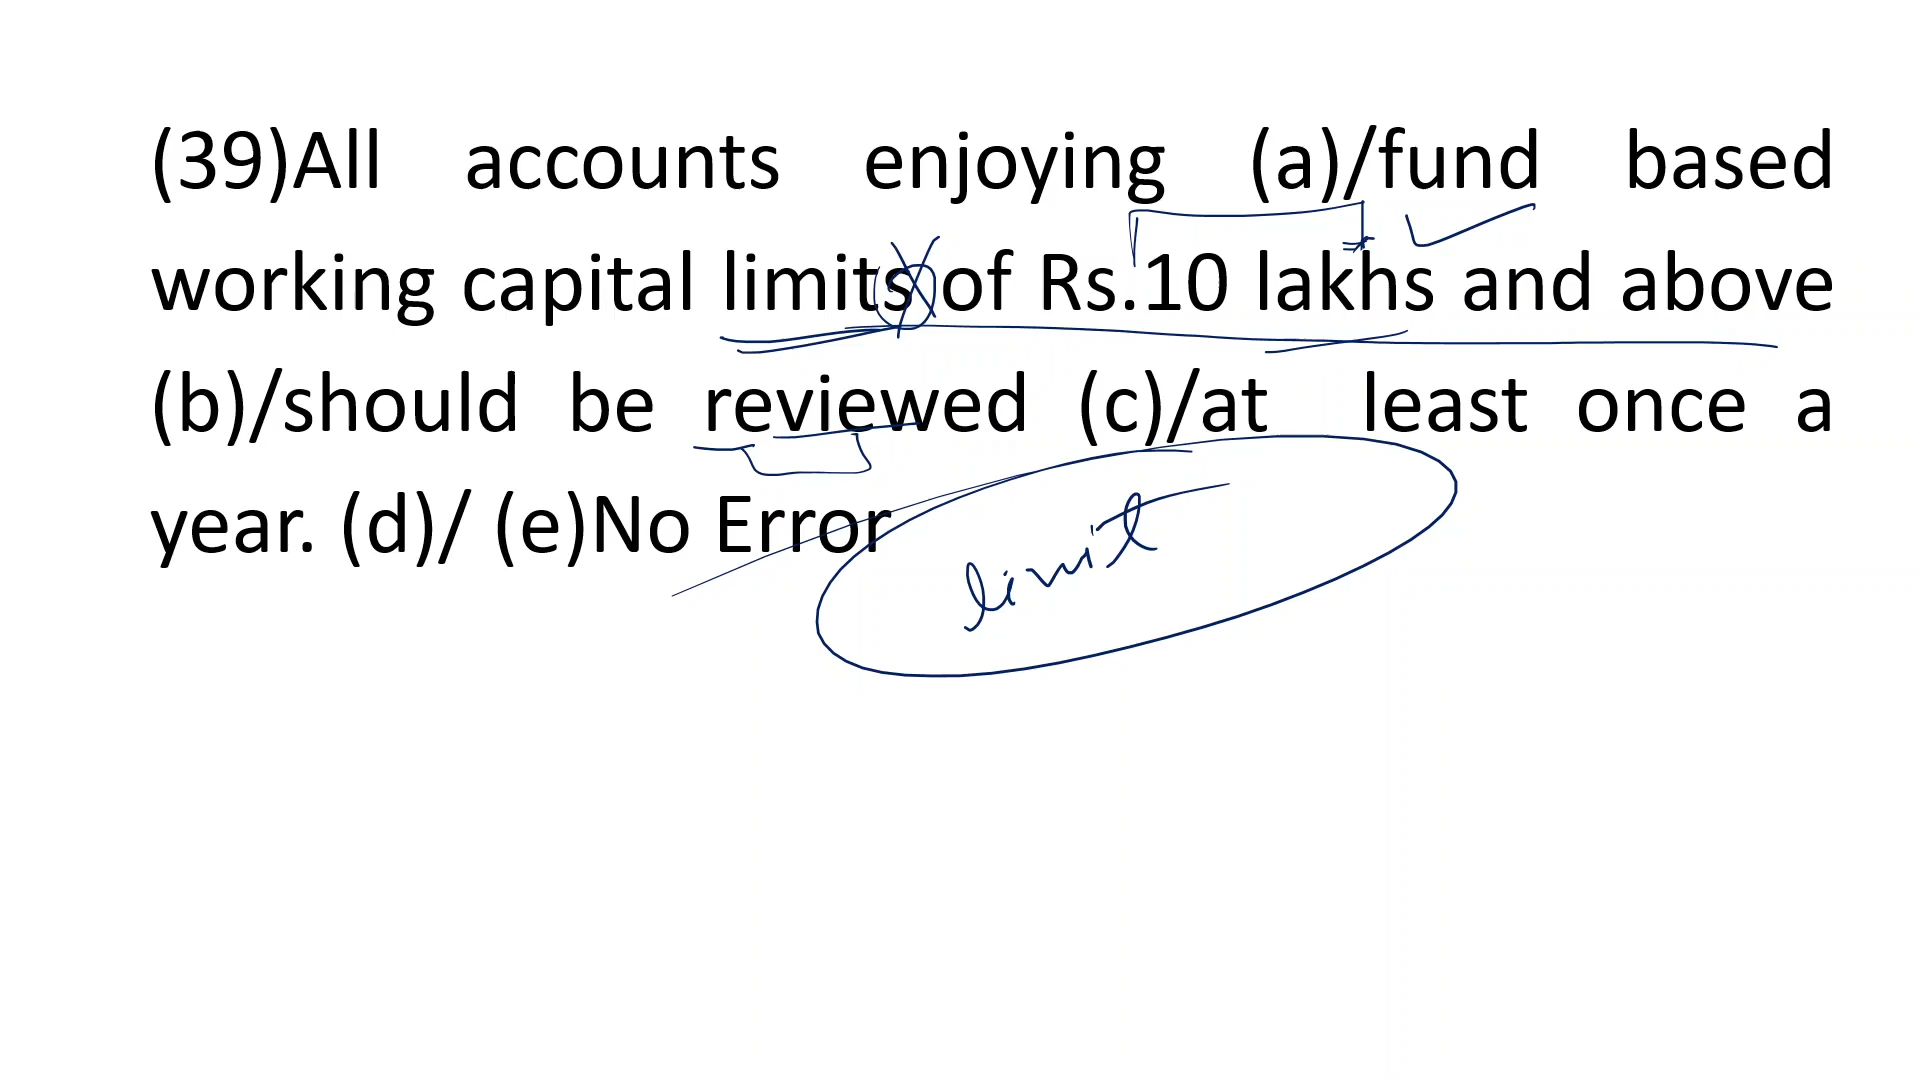 (39)All accounts enjoying (a)/fund based
working capital limits of Rs.10 lakhs and above
(b)/should be reviewed (c)/at least once a
year. (d)/ (e)No Error
limit